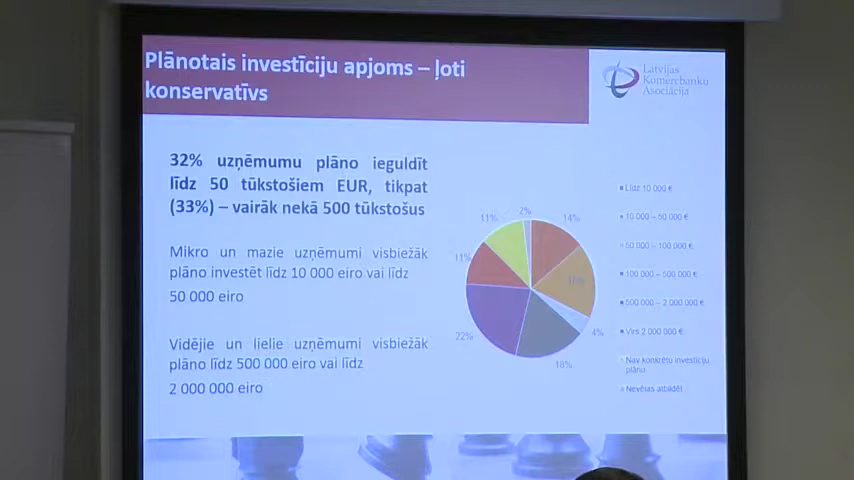 Plānotais investīciju apjoms – ļoti
konservatīvs
Latvijas
Komercbanku
Asociācija
32% uzņēmumu plāno ieguldīt
līdz 50 tūkstošiem EUR, tikpat
(33%) – vairāk nekā 500 tūkstošus
Mikro un mazie uzņēmumi visbiežāk
plāno investēt līdz 10 000 eiro vai līdz
50 000 eiro
Vidējie un lielie uzņēmumi visbiežāk
plāno līdz 500 000 eiro vai līdz
2 000 000 eiro
2%
14%
11%
11%
18%
4%
22%
18%
Līdz 10 000 €
10 000 – 50 000 €
50 000 – 100 000 €
100 000 – 500 000 €
500 000 – 2 000 000 €
Virs 2 000 000 €
Nav konkrētu investīciju
plānu
Nevēlas atbildēt